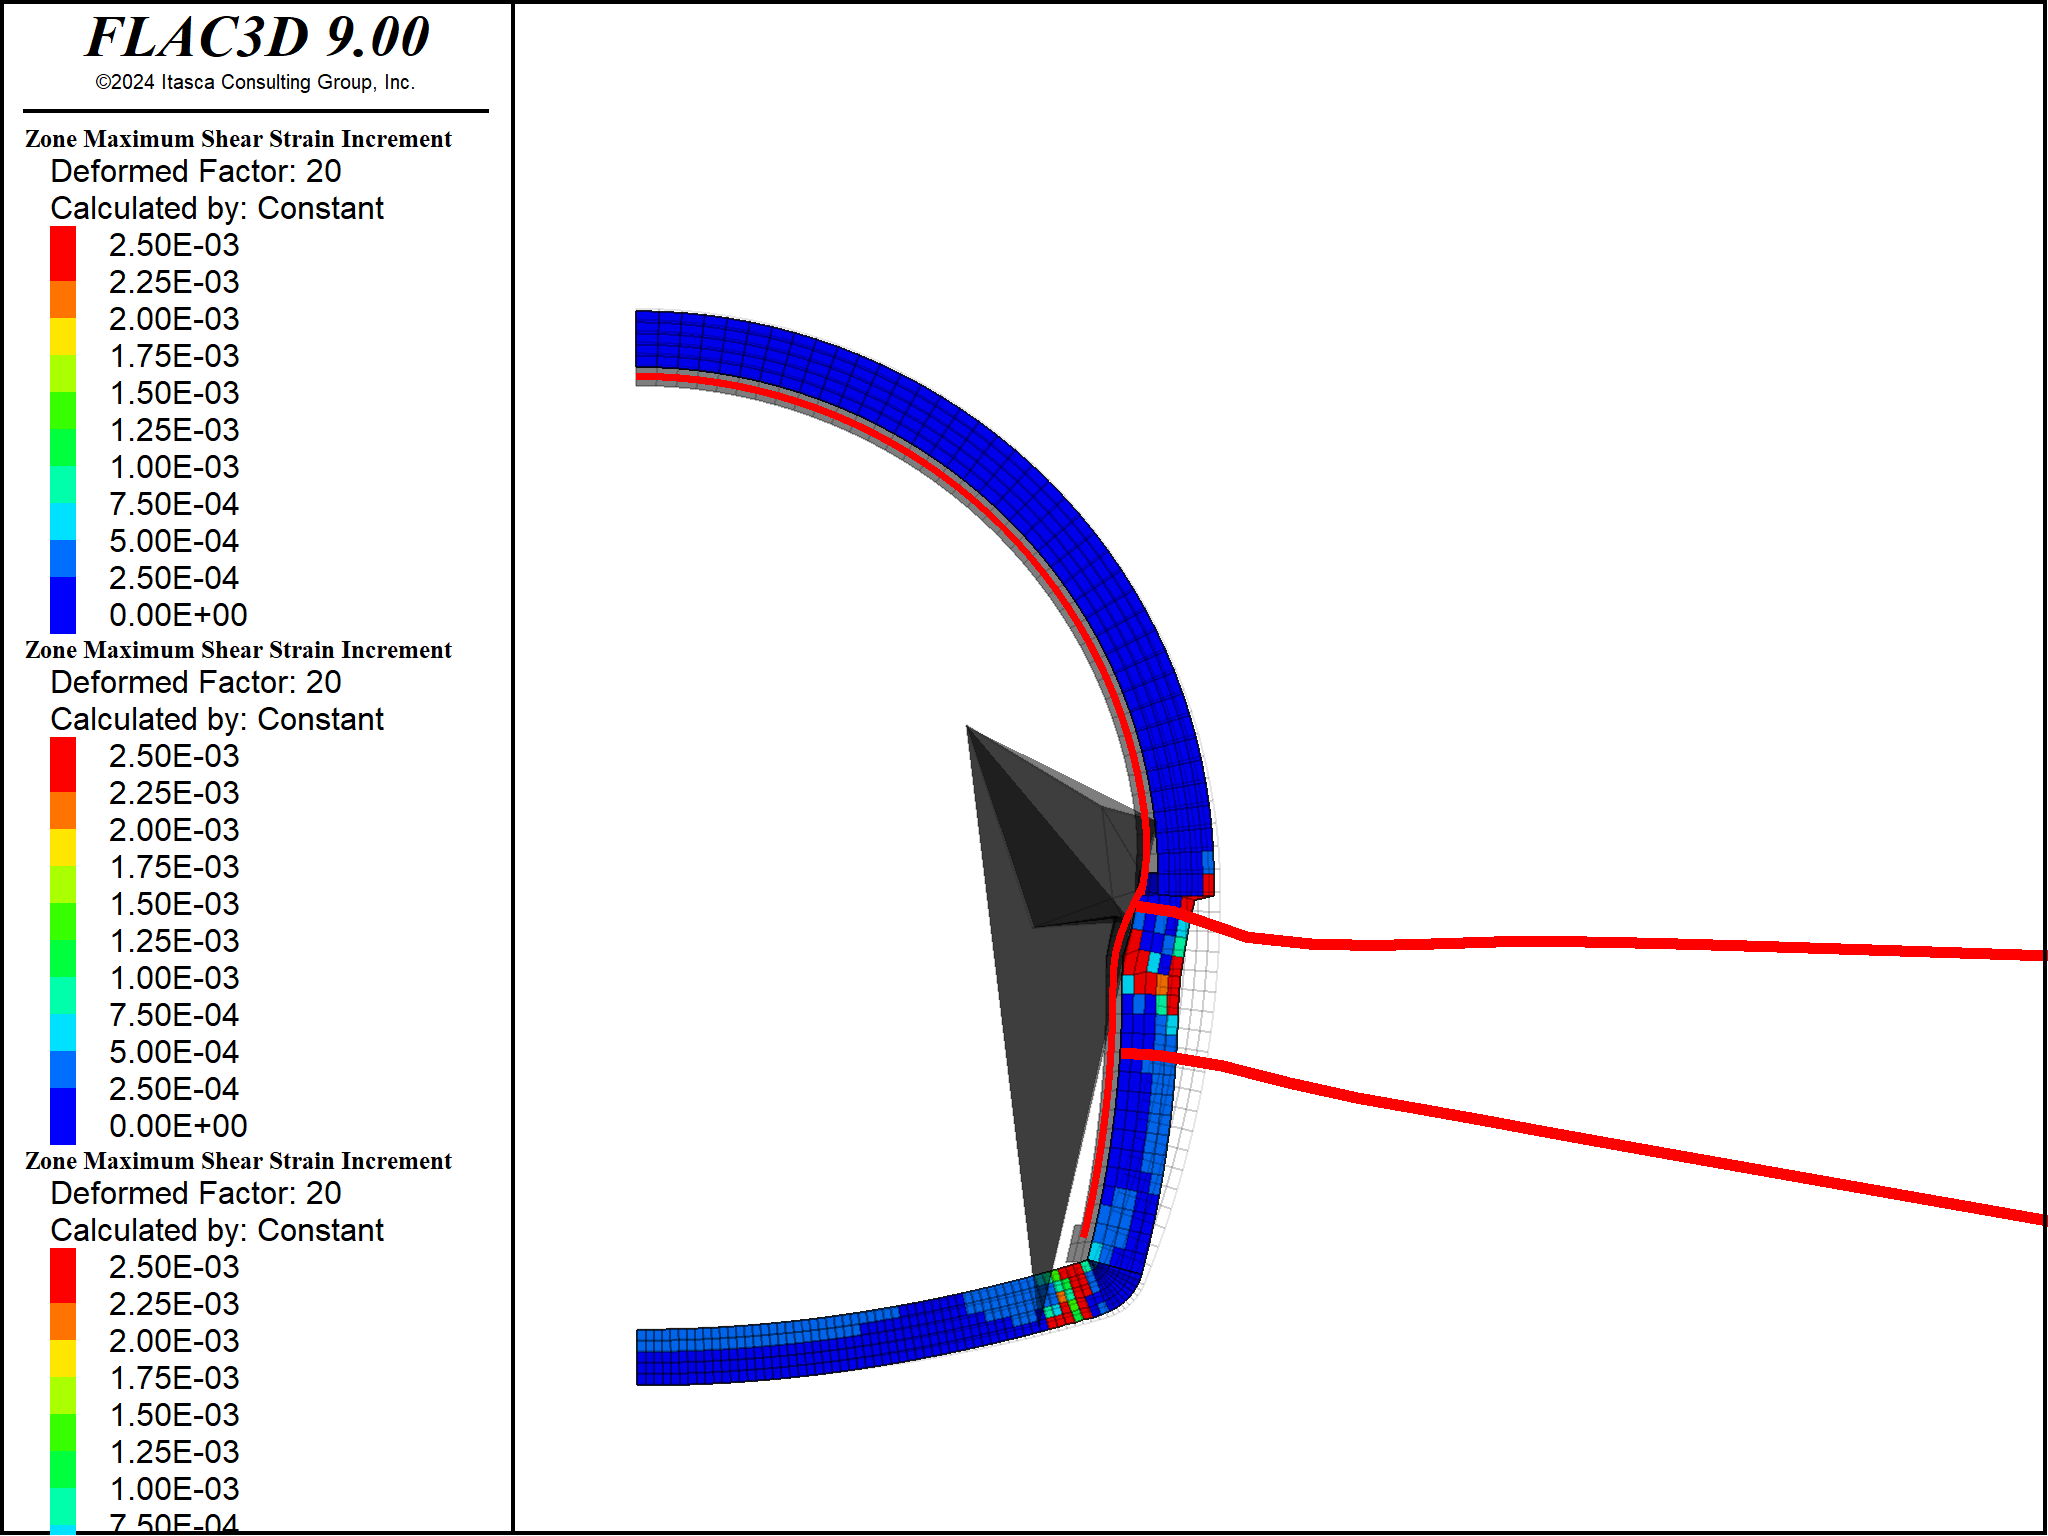 FLAC3D 9.00
©2024 Itasca Consulting Group, Inc.
Zone Maximum Shear Strain Increment
Deformed Factor: 20
Calculated by: Constant
2.50E-03
2.25E-03
2.00E-03
1.75E-03
1.50E-03
1.25E-03
1.00E-03
7.50E-04
5.00E-04
2.50E-04
0.00E+00
Zone Maximum Shear Strain Increment
Deformed Factor: 20
Calculated by: Constant
2.50E-03
2.25E-03
2.00E-03
1.75E-03
1.50E-03
1.25E-03
1.00E-03
7.50E-04
5.00E-04
2.50E-04
0.00E+00
Zone Maximum Shear Strain Increment
Deformed Factor: 20
Calculated by: Constant
2.50E-03
2.25E-03
2.00E-03
1.75E-03
1.50E-03
1.25E-03
1.00E-03
7.50E-04